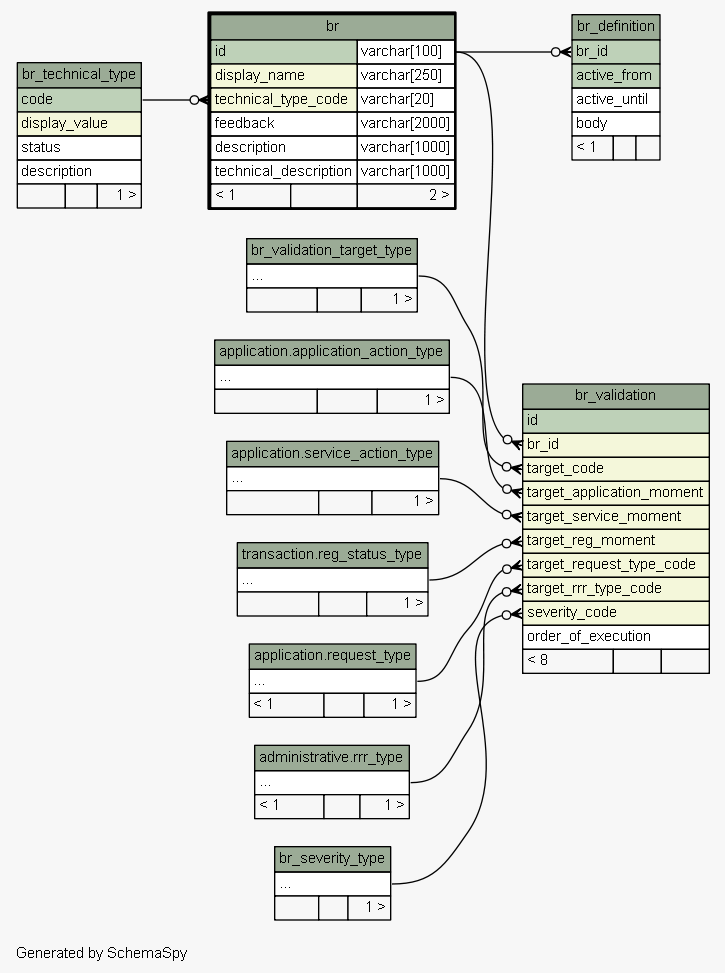 br
id varchar[100]
display_name varchar[250]
technical_type_code varchar[20]
feedback varchar[2000]
description varchar[1000]
technical_description varchar[1000]
< 1 2 >
br_definition
br_id
active_from
active_until
body
< 1
br_technical_type
code
display_value
status
description
1 >
br_validation_target_type
...
1 >
application.application_action_type
...
1 >
application.service_action_type
...
1 >
transaction.reg_status_type
...
1 >
application.request_type
...
< 1 1 >
administrative.rrr_type
...
< 1 1 >
br_severity_type
...
1 >
br_validation
id
br_id
target_code
target_application_moment
target_service_moment
target_reg_moment
target_request_type_code
target_rrr_type_code
severity_code
order_of_execution
< 8
Generated by SchemaSpy